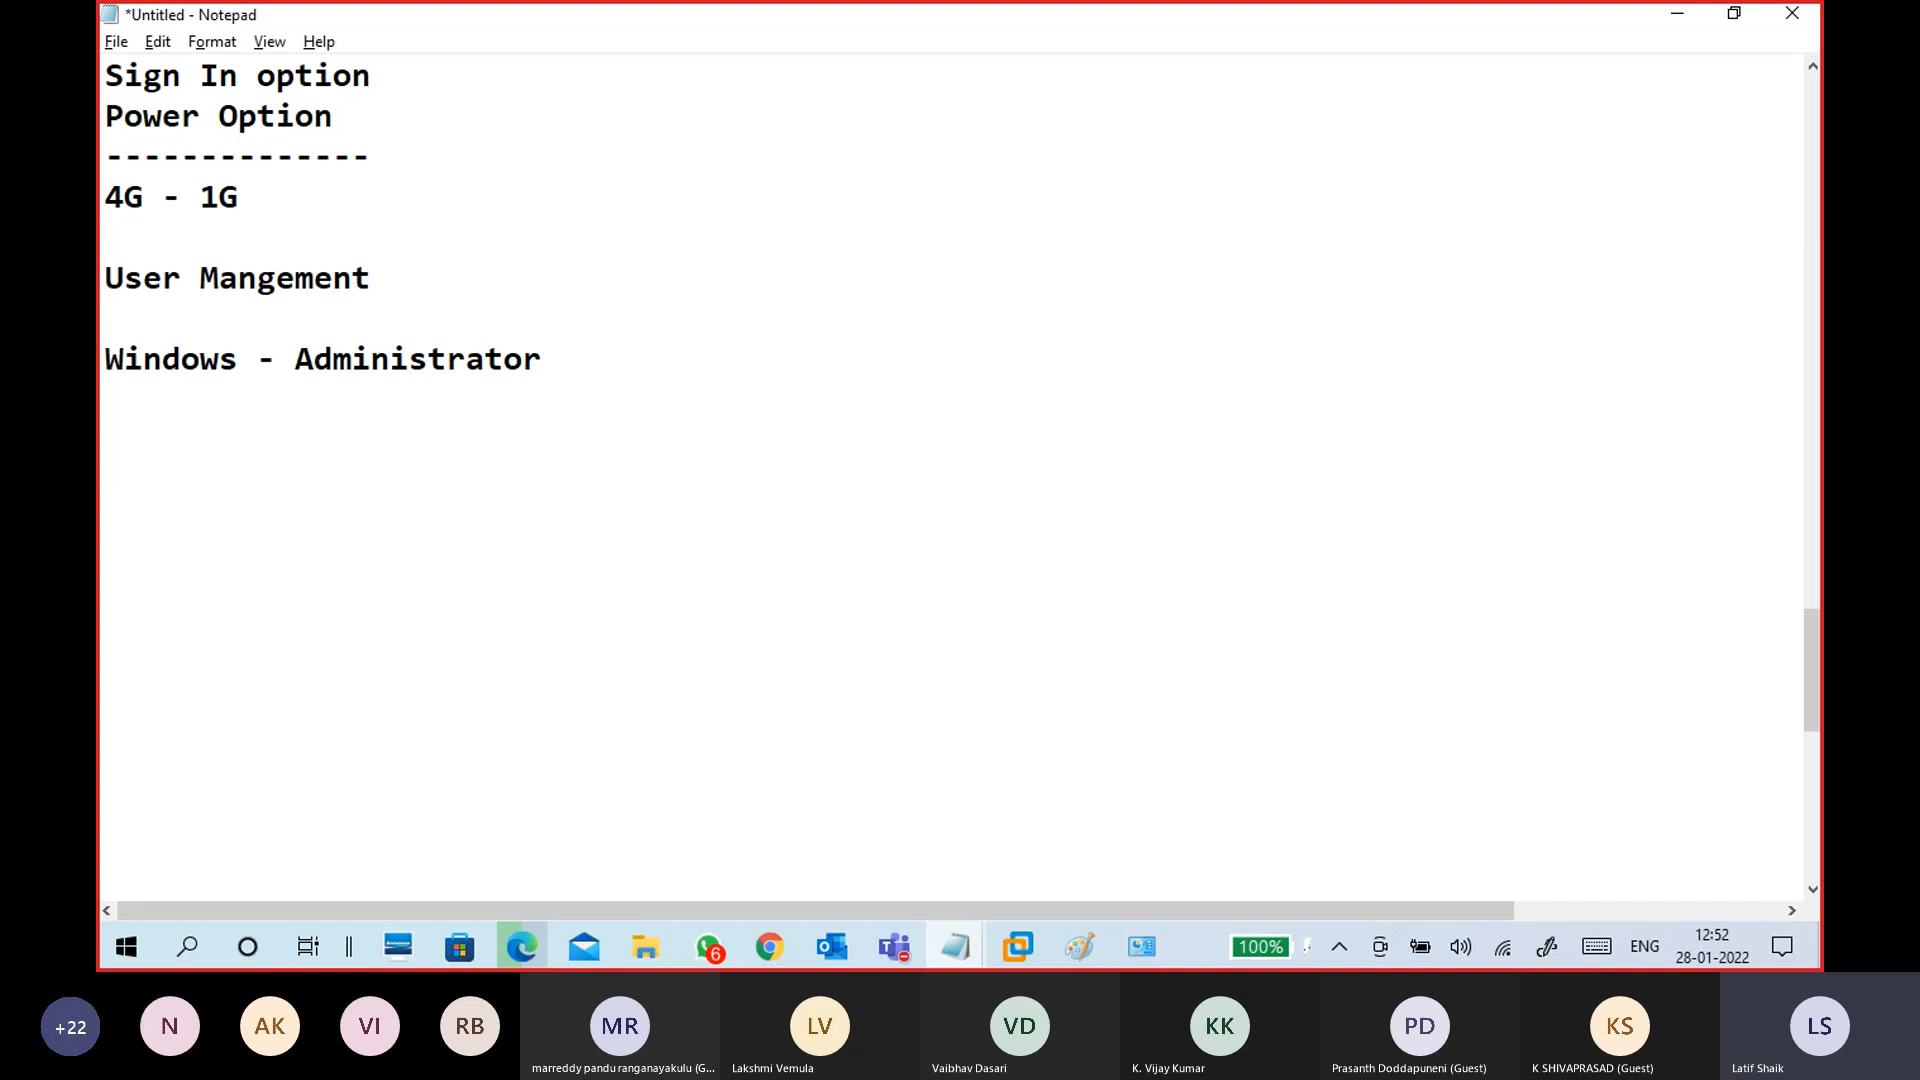 *Untitled - Notepad
File Edit Format View Help
Sign In option
Power Option
--------------
4G - 1G
User Mangement
Windows - Administrator
6
100%
ENG
12:52
28-01-2022
+22
N
AK
VI
RB
MR
LV
VD
KK
PD
KS
LS
marreddy pandu ranganayakulu (G...
Lakshmi Vemula
Vaibhav Dasari
K. Vijay Kumar
Prasanth Doddapuneni (Guest)
K SHIVAPRASAD (Guest)
Latif Shaik